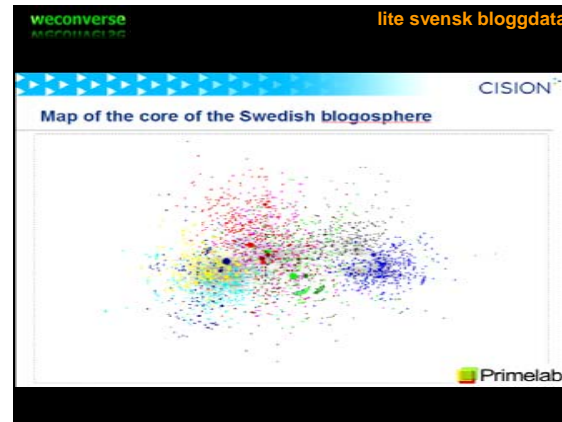 weconverse
lite svensk bloggdata
CISION
Map of the core of the Swedish blogosphere
Primelab